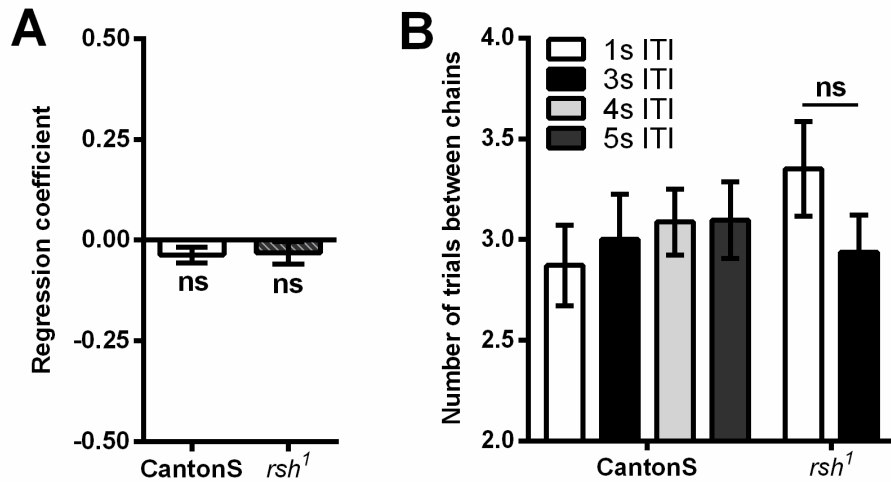 A
Regression coefficient
0.50
0.25
0.00
-0.25
-0.50
ns
ns
CantonS
rsh¹
B
Number of trials between chains
4.0
3.5
3.0
2.5
2.0
1s ITI
3s ITI
4s ITI
5s ITI
ns
CantonS
rsh¹